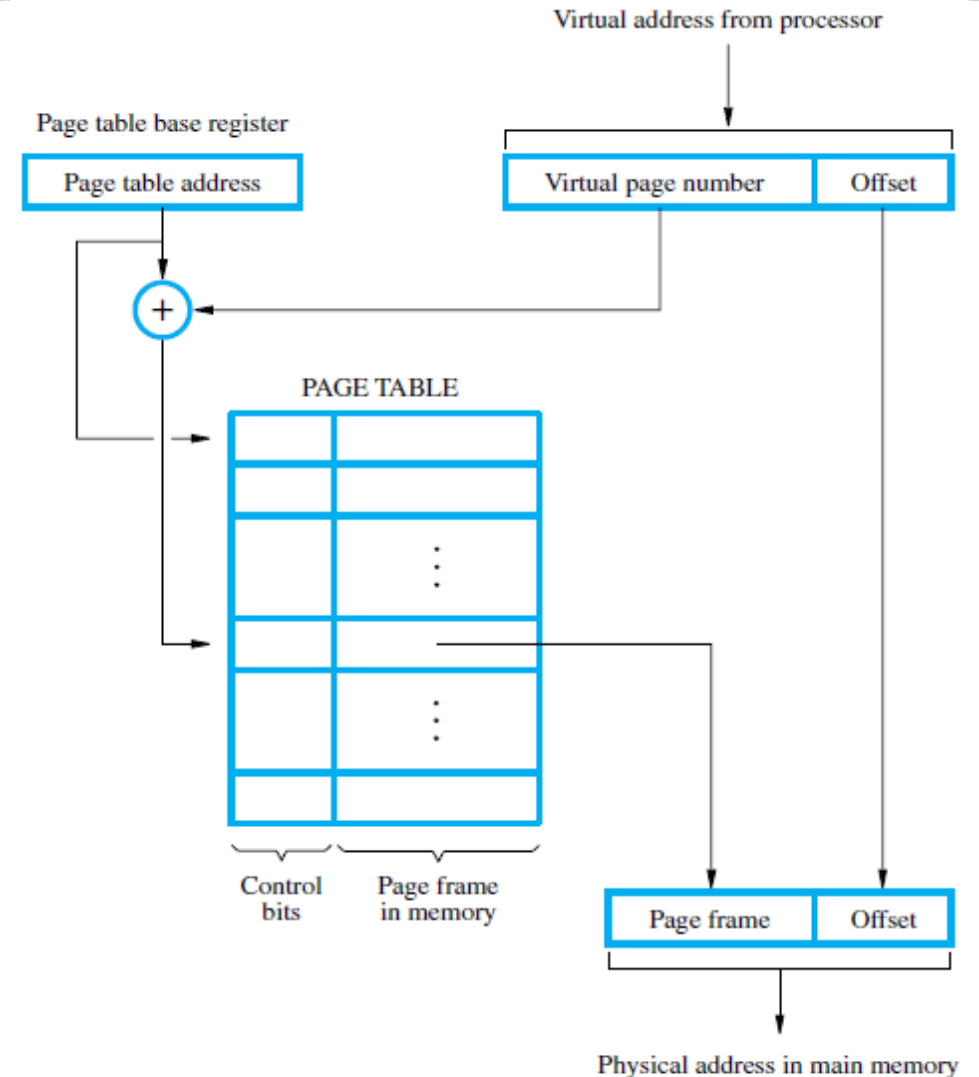 Virtual address from processor
Page table base register
Page table address
Virtual page number
Offset
+
PAGE TABLE
Control
bits
Page frame
in memory
Page frame
Offset
Physical address in main memory